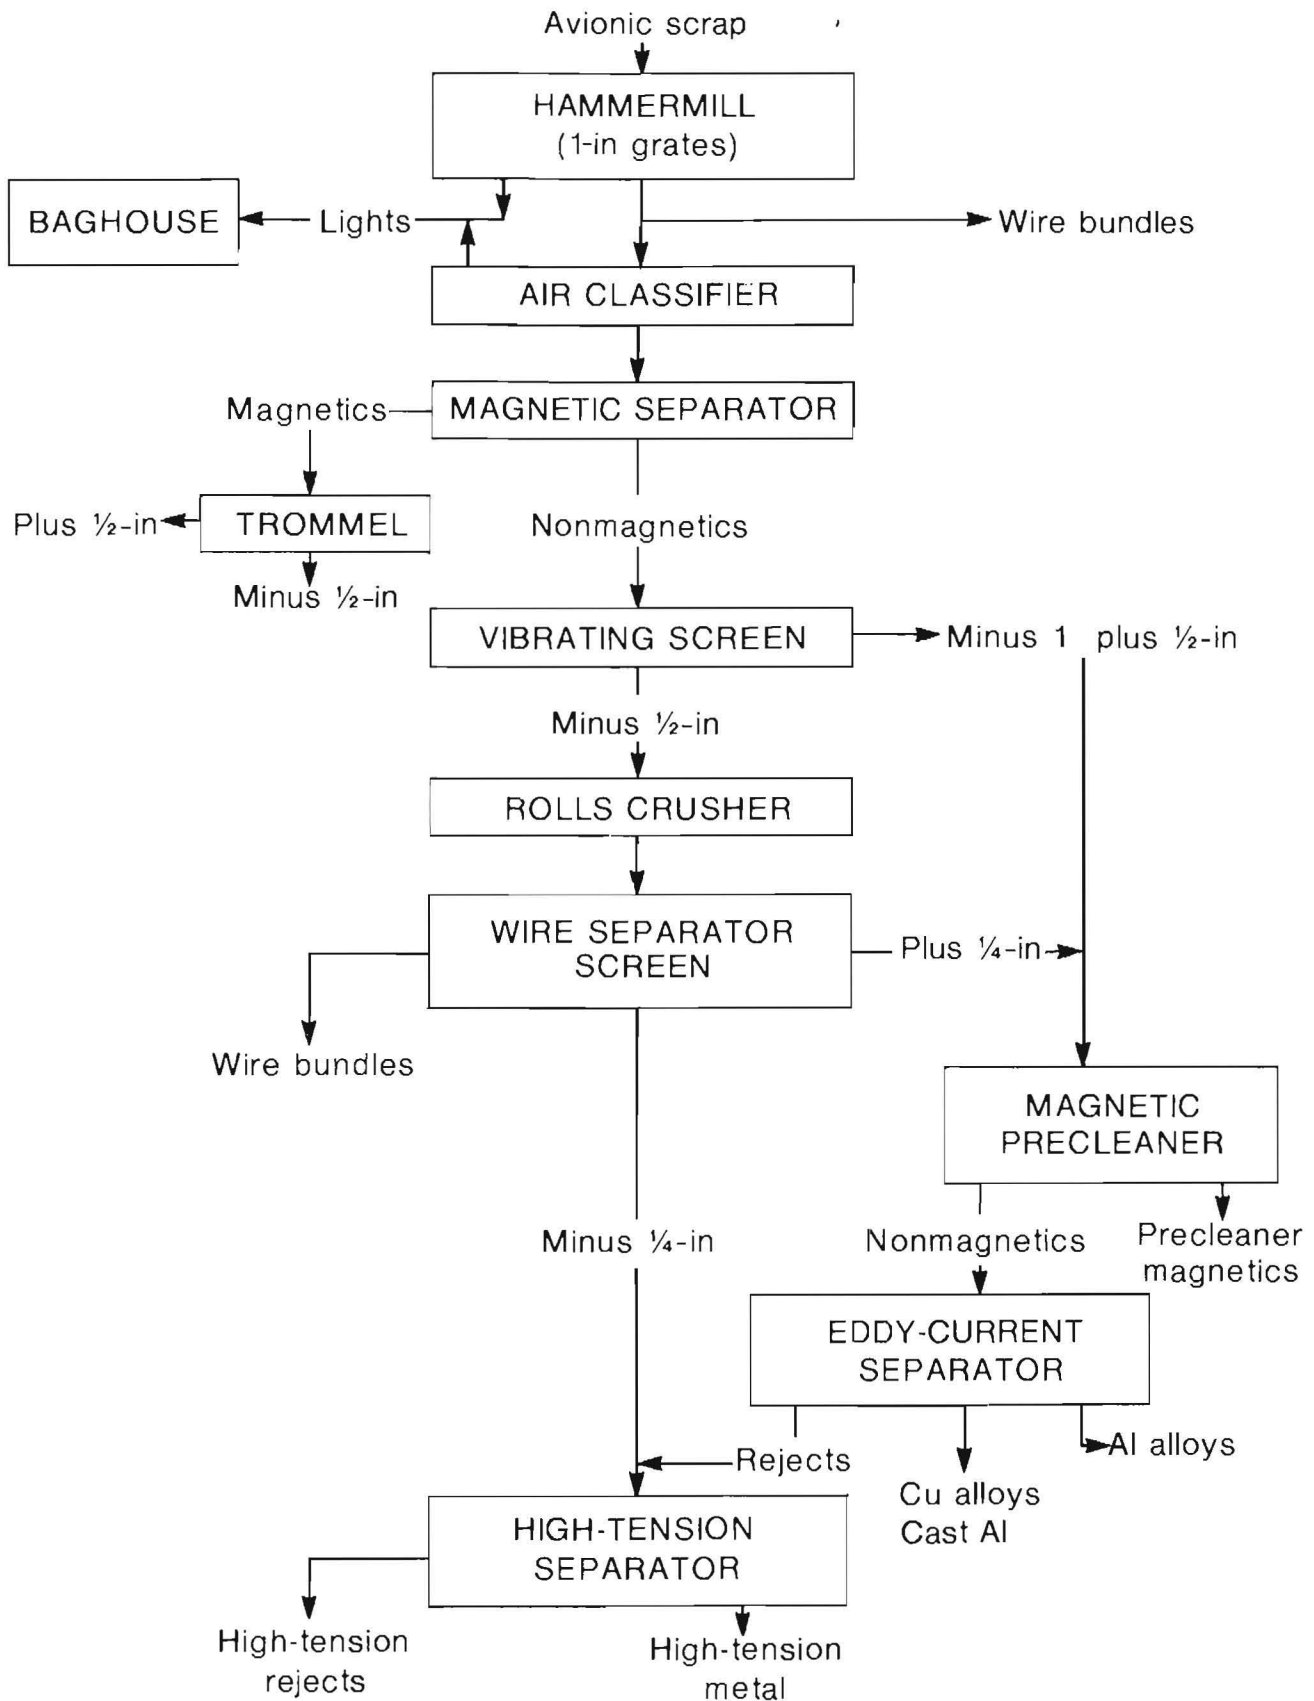 Avionic scrap
HAMMERMILL
(1-in grates)
BAGHOUSE
Lights
Wire bundles
AIR CLASSIFIER
Magnetics
MAGNETIC SEPARATOR
Plus ½-in
TROMMEL
Nonmagnetics
Minus ½-in
VIBRATING SCREEN
Minus 1 plus ½-in
Minus ½-in
ROLLS CRUSHER
WIRE SEPARATOR
SCREEN
Plus ¼-in
Wire bundles
MAGNETIC
PRECLEANER
Minus ¼-in
Nonmagnetics
Precleaner
magnetics
EDDY-CURRENT
SEPARATOR
Rejects
Al alloys
Cu alloys
Cast Al
HIGH-TENSION
SEPARATOR
High-tension
rejects
High-tension
metal